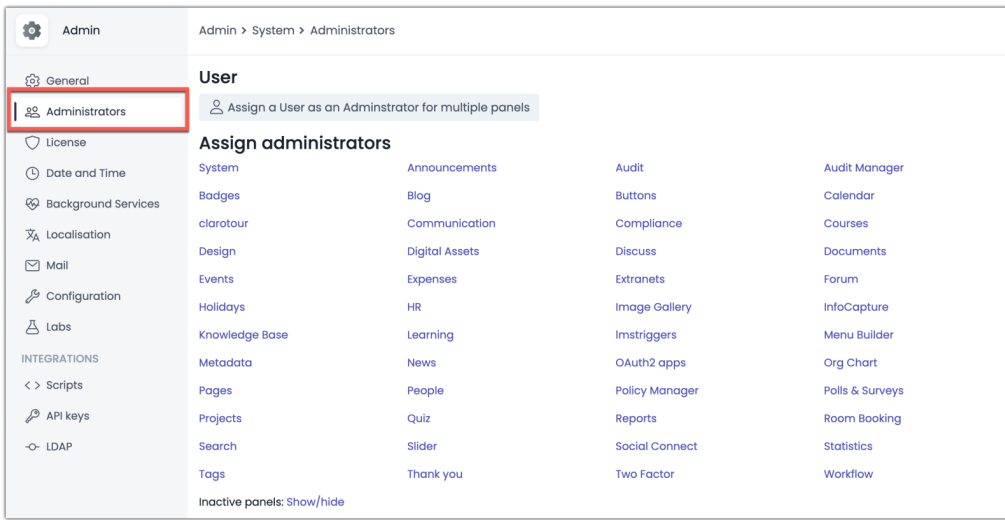 Admin
Admin > System > Administrators
General
Administrators
License
Date and Time
Background Services
Localisation
Mail
Configuration
Labs
INTEGRATIONS
Scripts
API keys
LDAP
User
Assign a User as an Adminstrator for multiple panels
Assign administrators
System Announcements Audit Audit Manager
Badges Blog Buttons Calendar
clarotour Communication Compliance Courses
Design Digital Assets Discuss Documents
Events Expenses Extranets Forum
Holidays HR Image Gallery InfoCapture
Knowledge Base Learning lmstriggers Menu Builder
Metadata News OAuth2 apps Org Chart
Pages People Policy Manager Polls & Surveys
Projects Quiz Reports Room Booking
Search Slider Social Connect Statistics
Tags Thank you Two Factor Workflow
Inactive panels: Show/hide